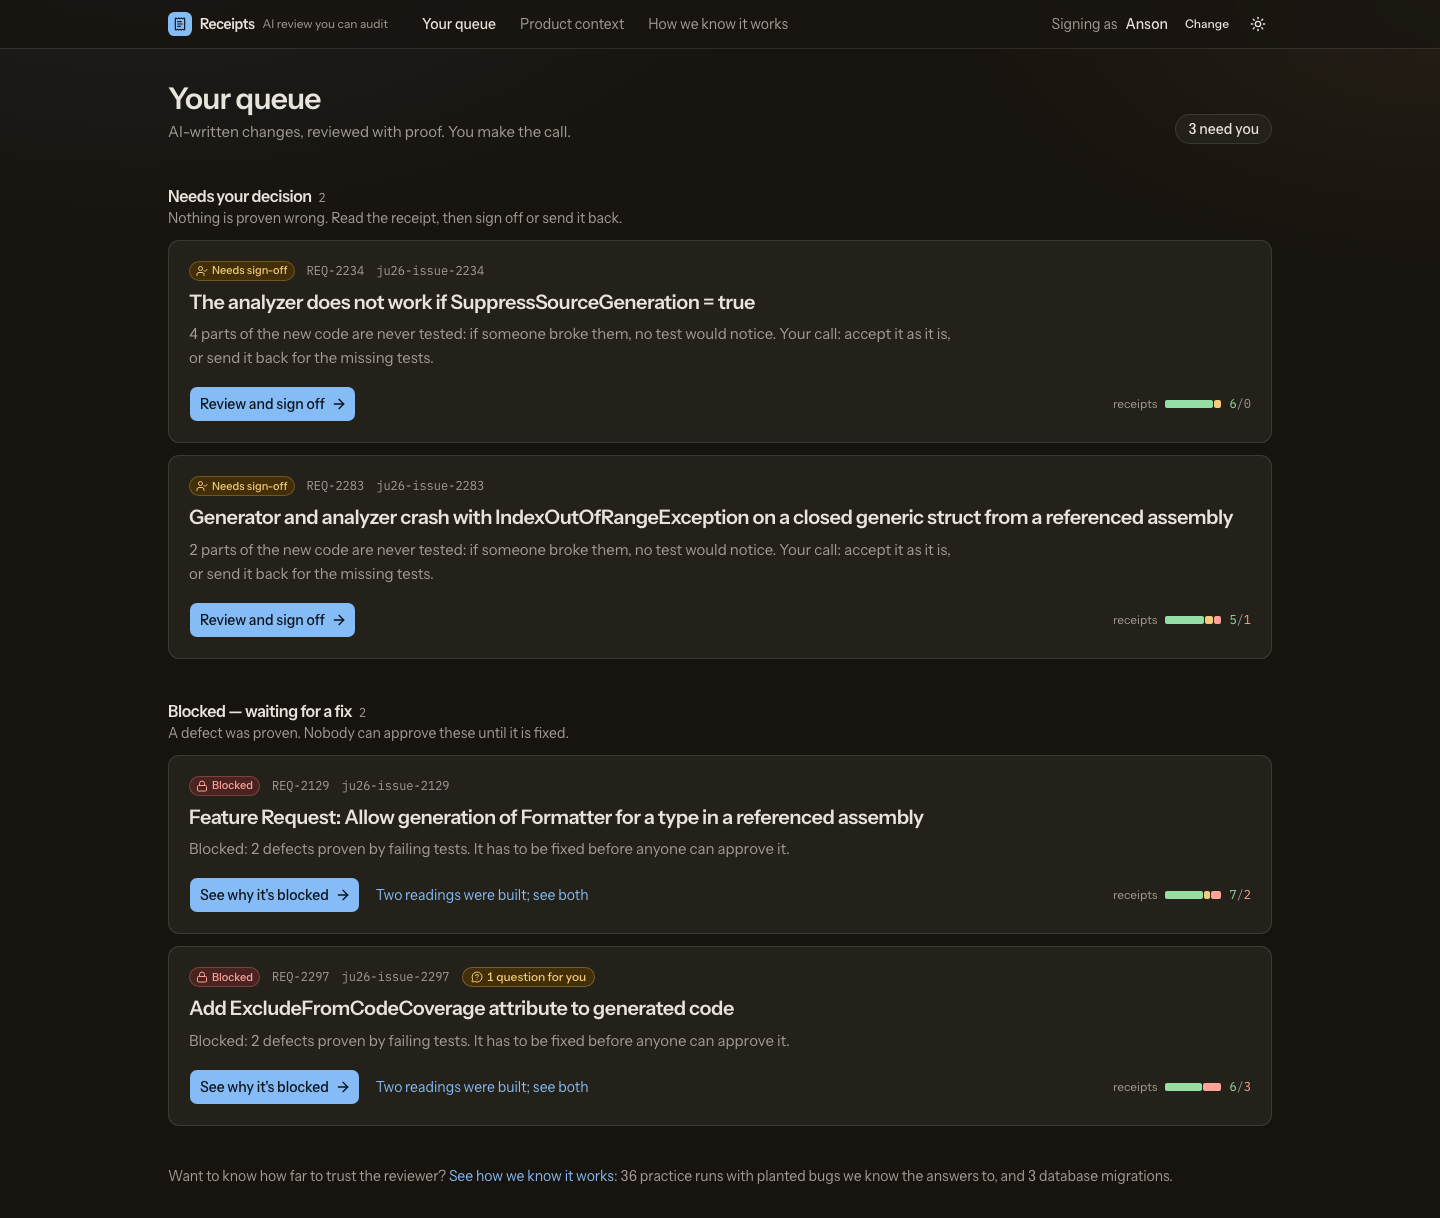 Receipts AI review you can audit Your queue Product context How we know it works Signing as Anson Change
Your queue
AI-written changes, reviewed with proof. You make the call.
3 need you
Needs your decision 2
Nothing is proven wrong. Read the receipt, then sign off or send it back.
Needs sign-off REQ-2234 ju26-issue-2234
The analyzer does not work if SuppressSourceGeneration = true
4 parts of the new code are never tested: if someone broke them, no test would notice. Your call: accept it as it is,
or send it back for the missing tests.
Review and sign off → receipts 6/0
Needs sign-off REQ-2283 ju26-issue-2283
Generator and analyzer crash with IndexOutOfRangeException on a closed generic struct from a referenced assembly
2 parts of the new code are never tested: if someone broke them, no test would notice. Your call: accept it as it is,
or send it back for the missing tests.
Review and sign off → receipts 5/1
Blocked — waiting for a fix 2
A defect was proven. Nobody can approve these until it is fixed.
Blocked REQ-2129 ju26-issue-2129
Feature Request: Allow generation of Formatter for a type in a referenced assembly
Blocked: 2 defects proven by failing tests. It has to be fixed before anyone can approve it.
See why it's blocked → Two readings were built; see both receipts 7/2
Blocked REQ-2297 ju26-issue-2297 1 question for you
Add ExcludeFromCodeCoverage attribute to generated code
Blocked: 2 defects proven by failing tests. It has to be fixed before anyone can approve it.
See why it's blocked → Two readings were built; see both receipts 6/3
Want to know how far to trust the reviewer? See how we know it works: 36 practice runs with planted bugs we know the answers to, and 3 database migrations.